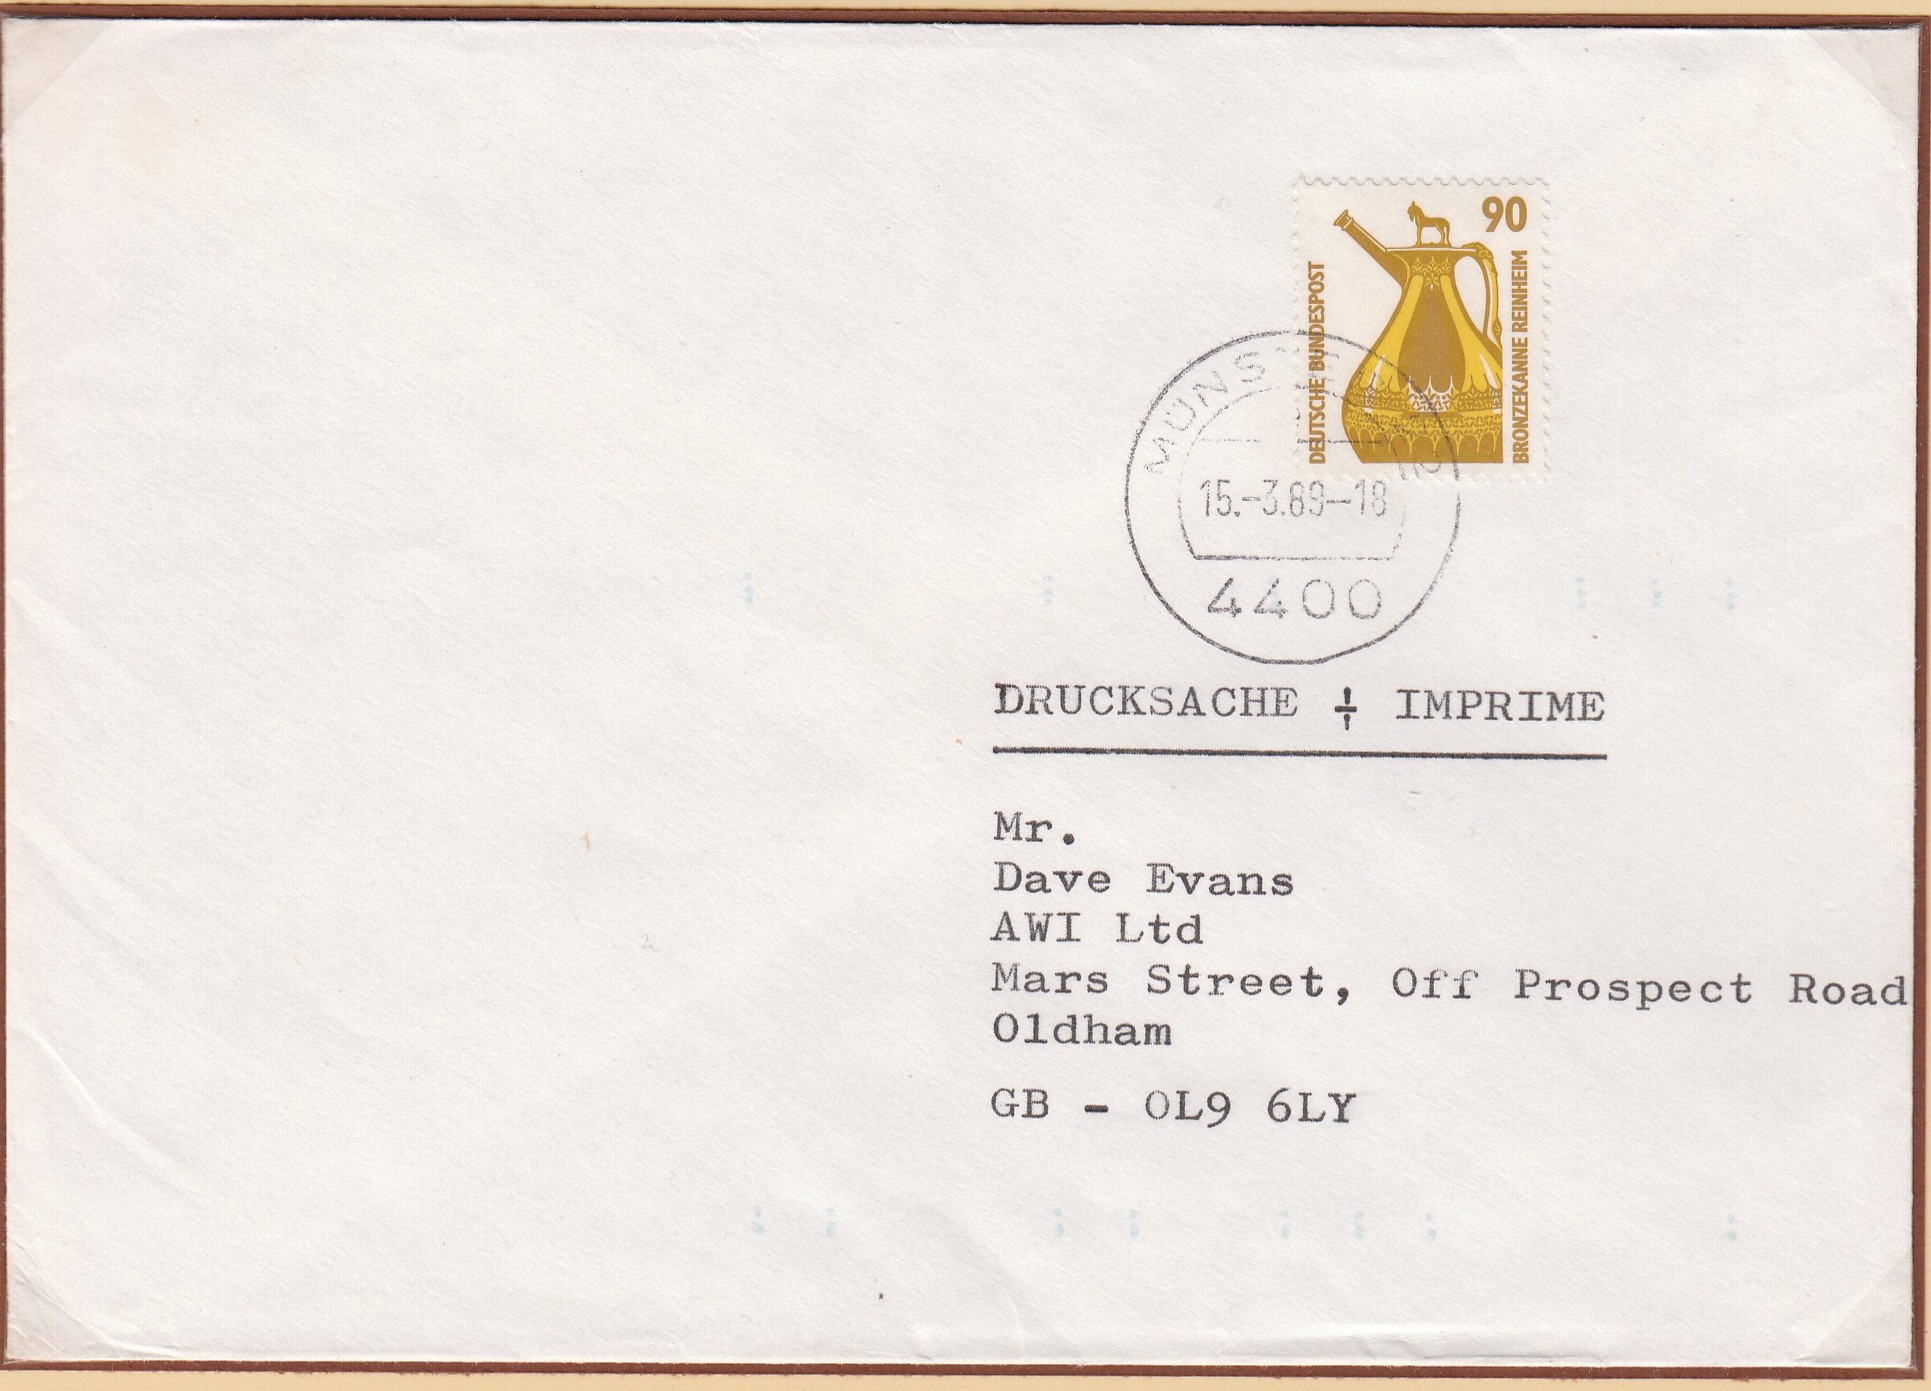 90
DEUTSCHE BUNDESPOST
BRONZEKANNE REINHEIM
15.-3.89-18
4400
DRUCKSACHE ÷ IMPRIME
Mr.
Dave Evans
AWI Ltd
Mars Street, Off Prospect Road
Oldham
GB - OL9 6LY